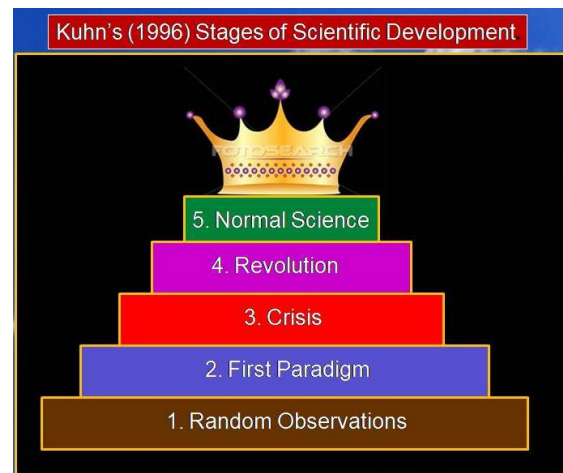 Kuhn's (1996) Stages of Scientific Development.
FOTOSEARCH
5. Normal Science
4. Revolution
3. Crisis
2. First Paradigm
1. Random Observations